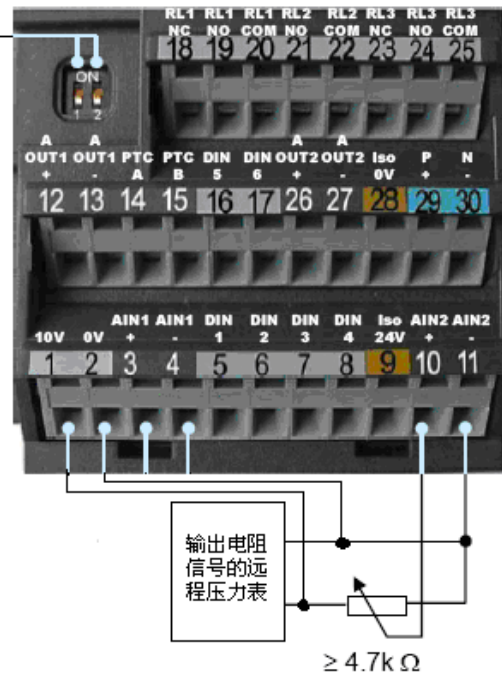 RL1 RL1 RL1 RL2 RL2 RL3 RL3 RL3
NC NO COM NO COM NC NO COM
18 19 20 21 22 23 24 25
ON
1 2
A A A A
OUT1 OUT1 PTC PTC DIN DIN OUT2 OUT2 Iso P N
+ - A B 5 6 + - 0V + -
12 13 14 15 16 17 26 27 28 29 30
AIN1 AIN1 DIN DIN DIN DIN Iso AIN2 AIN2
10V 0V + - 1 2 3 4 24V + -
1 2 3 4 5 6 7 8 9 10 11
输出电阻
信号的远
程压力表
≥ 4.7k Ω